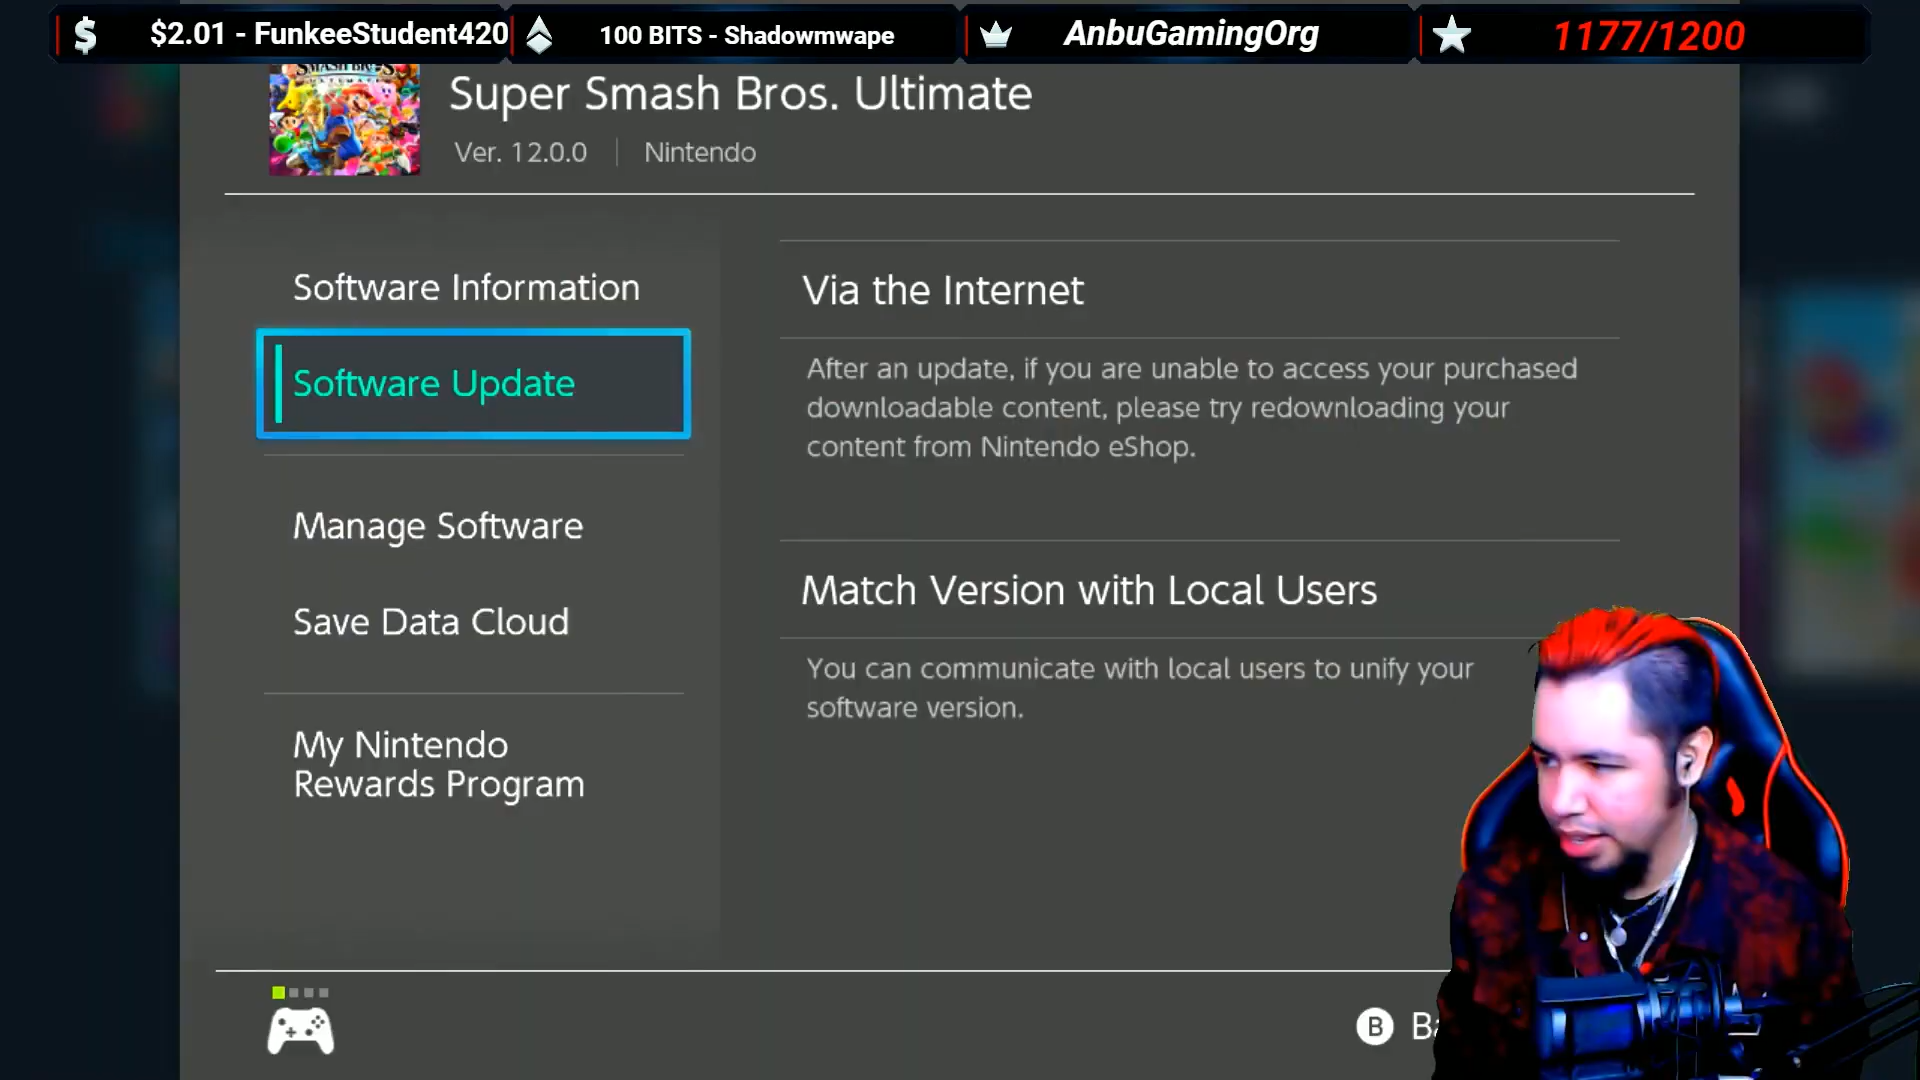 $2.01 - FunkeeStudent420
100 BITS - Shadowmwape
AnbuGamingOrg
1177/1200
Super Smash Bros. Ultimate
Ver. 12.0.0 | Nintendo
Software Information
Software Update
Manage Software
Save Data Cloud
My Nintendo
Rewards Program
Via the Internet
After an update, if you are unable to access your purchased
downloadable content, please try redownloading your
content from Nintendo eShop.
Match Version with Local Users
You can communicate with local users to unify your
software version.
B